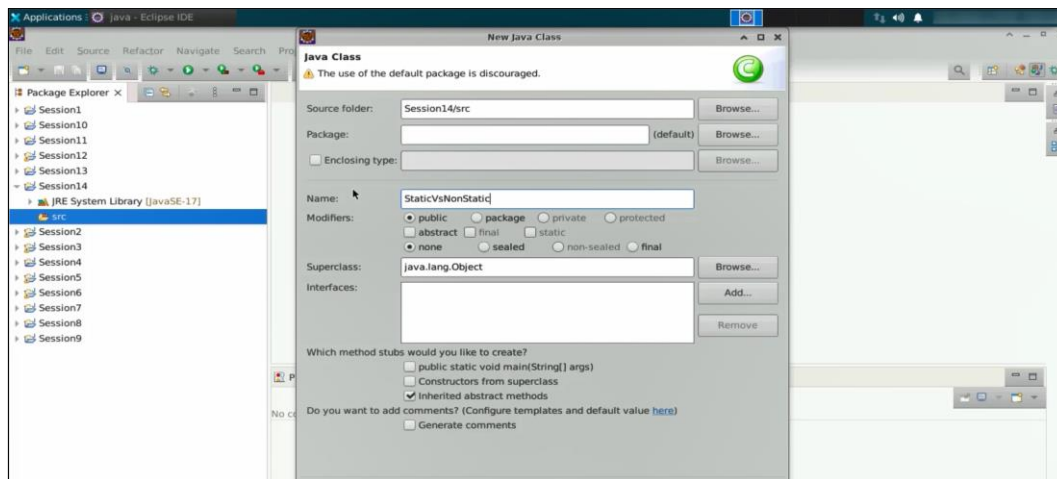 Applications : java - Eclipse IDE
New Java Class
File Edit Source Refactor Navigate Search Pro
Java Class
The use of the default package is discouraged.
Package Explorer
Session1
Session10
Session11
Session12
Session13
Session14
JRE System Library [JavaSE-17]
src
Session2
Session3
Session4
Session5
Session6
Session7
Session8
Session9
Source folder: Session14/src Browse...
Package: (default) Browse...
Enclosing type: Browse...
Name: StaticVsNonStatic
Modifiers: public package private protected
abstract final static
none sealed non-sealed final
Superclass: java.lang.Object Browse...
Interfaces: Add...
Remove
Which method stubs would you like to create?
public static void main(String[] args)
Constructors from superclass
Inherited abstract methods
Do you want to add comments? (Configure templates and default value here)
Generate comments
P
No co